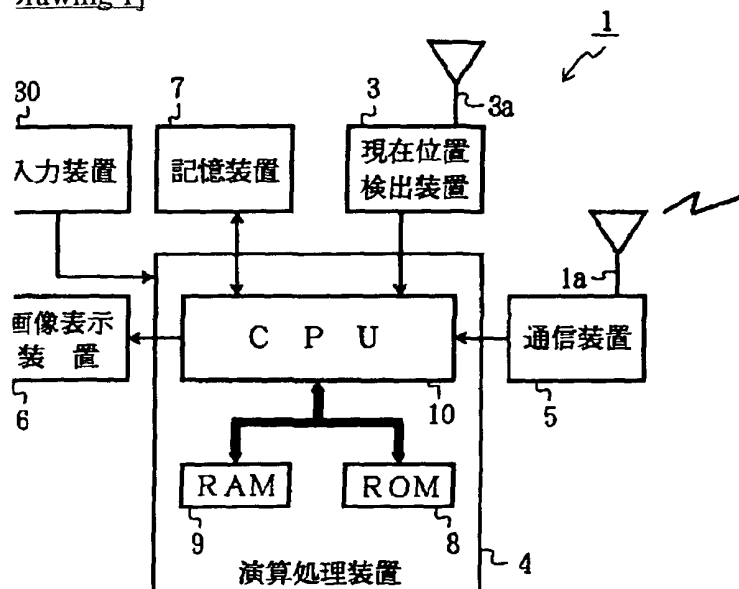 rawing 1]
1
30
7
3
3a
入力装置
記憶装置
現在位置
検出装置
1a
画像表示
装 置
C P U
通信装置
6
10
5
RAM
ROM
9
8
4
演算処理装置